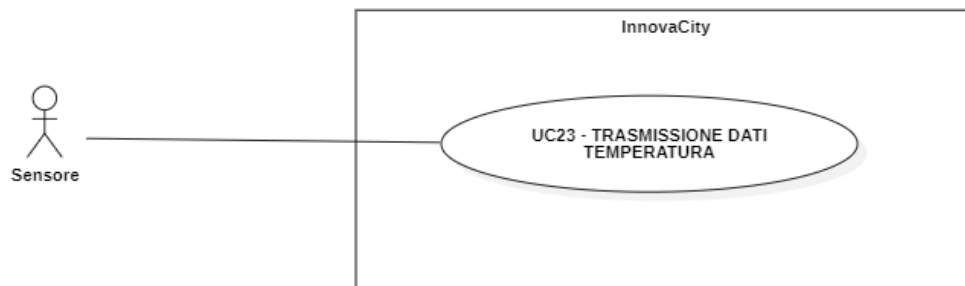 InnovaCity
UC23 - TRASMISSIONE DATI
TEMPERATURA
Sensore